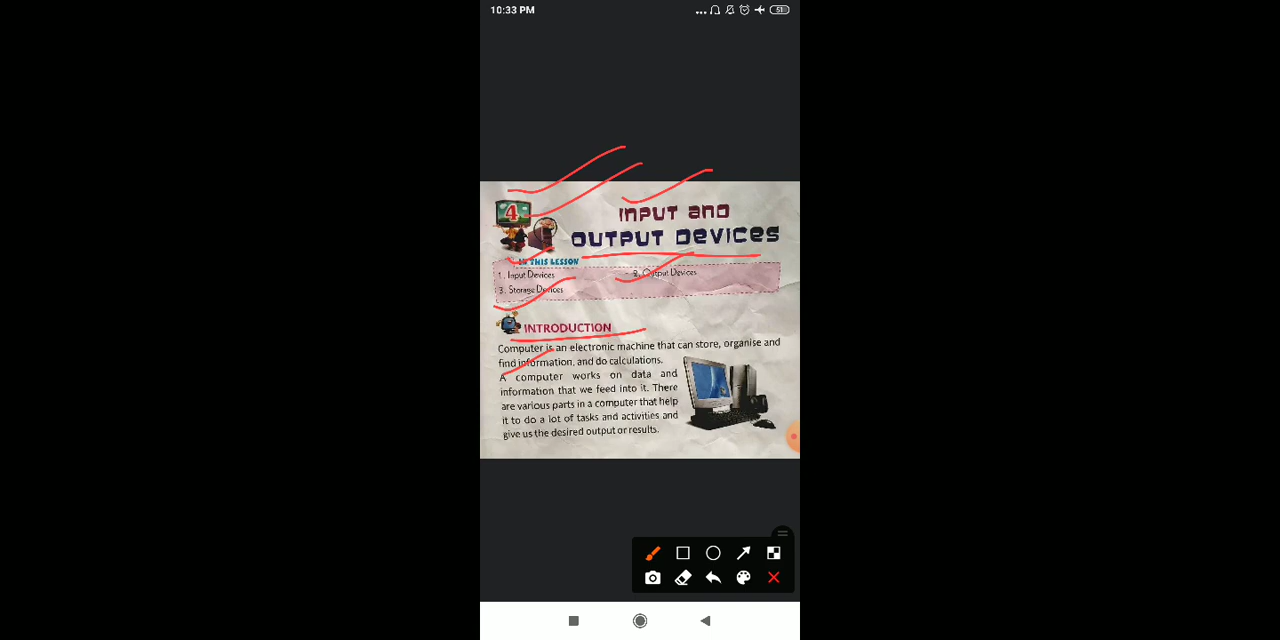 10:33 PM
51
4
INPUT AND
OUTPUT DEVICES
IN THIS LESSON
1. Input Devices
2. Output Devices
3. Storage Devices
INTRODUCTION
Computer is an electronic machine that can store, organise and
find information, and do calculations.
A computer works on data and
information that we feed into it. There
are various parts in a computer that help
it to do a lot of tasks and activities and
give us the desired output or results.